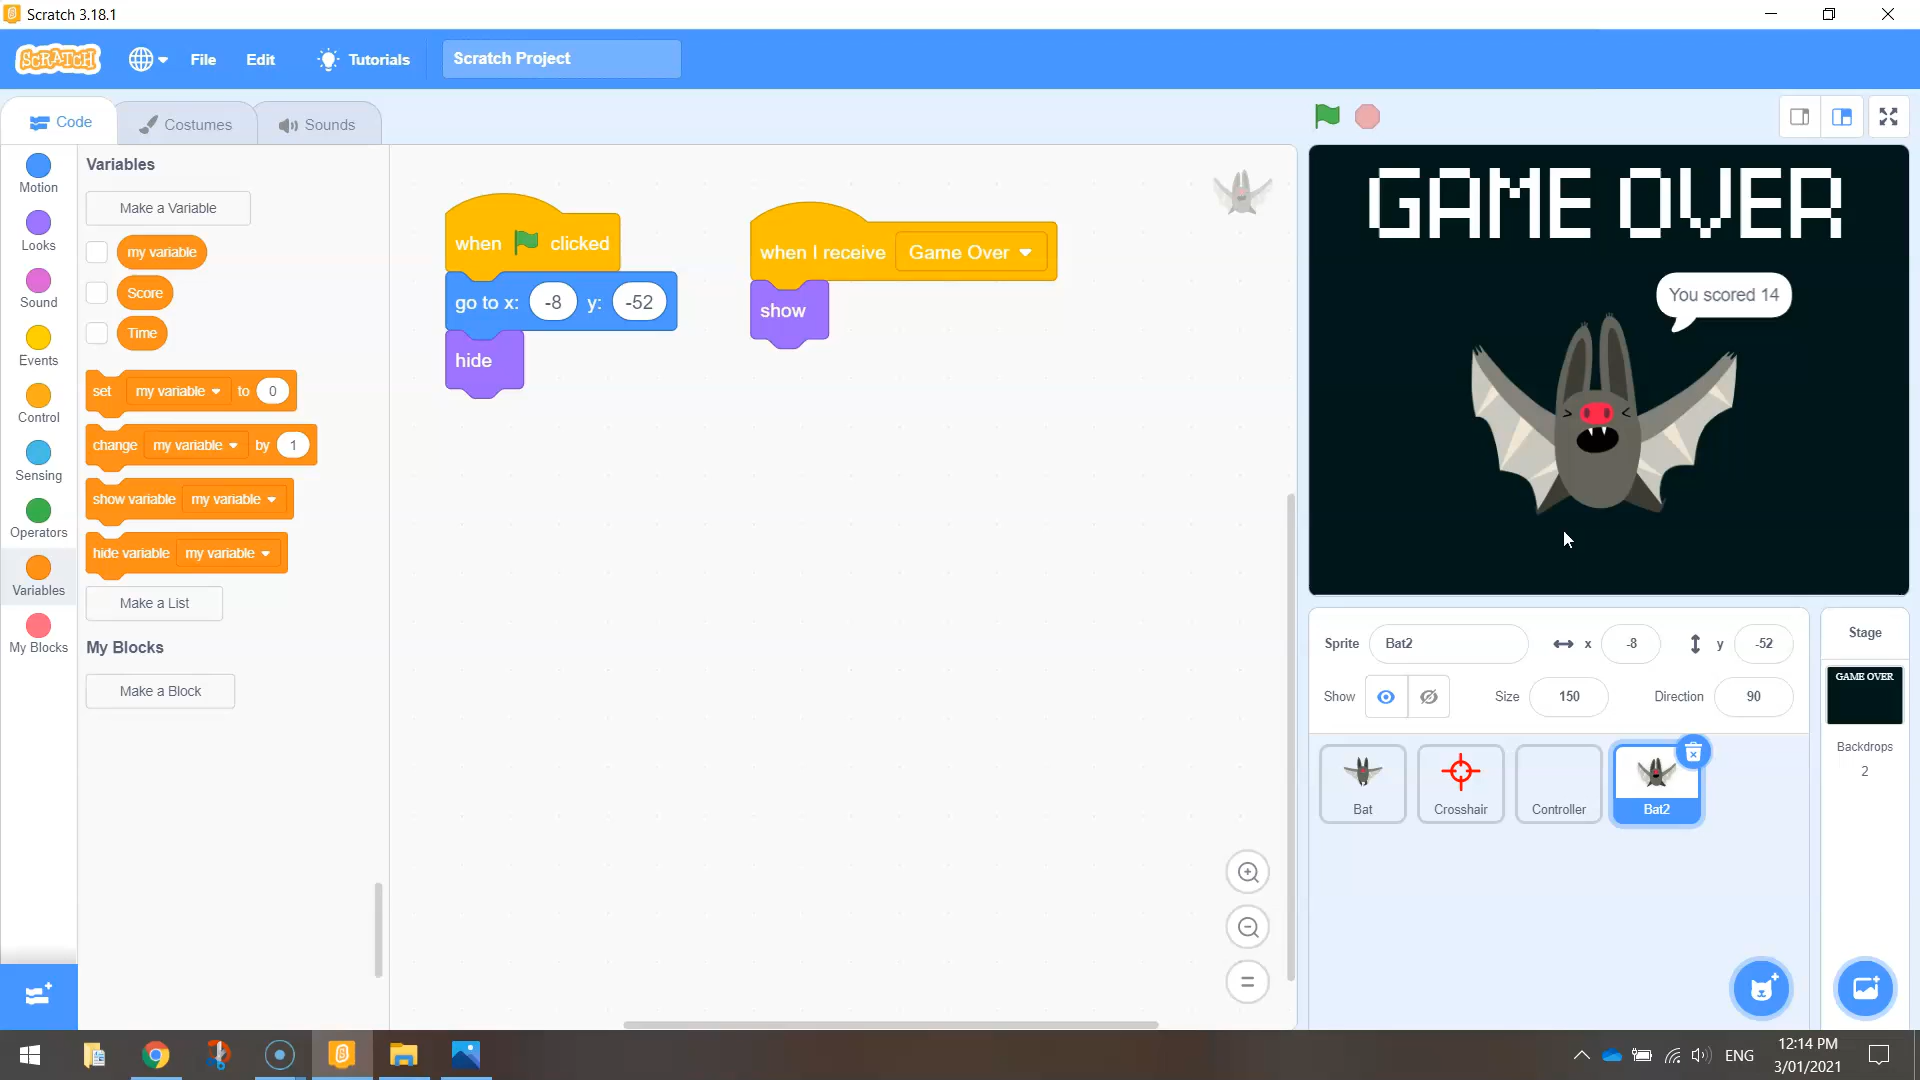 Scratch 3.18.1
SCRATCH
File
Edit
Tutorials
Scratch Project
Code
Costumes
Sounds
Motion
Looks
Sound
Events
Control
Sensing
Operators
Variables
My Blocks
Variables
Make a Variable
my variable
Score
Time
set my variable to 0
change my variable by 1
show variable my variable
hide variable my variable
Make a List
My Blocks
Make a Block
when clicked
go to x: -8 y: -52
hide
when I receive Game Over
show
GAME OVER
You scored 14
Sprite Bat2 x -8 y -52
Show Size 150 Direction 90
Bat
Crosshair
Controller
Bat2
Stage
GAME OVER
Backdrops
2
ENG
12:14 PM
3/01/2021